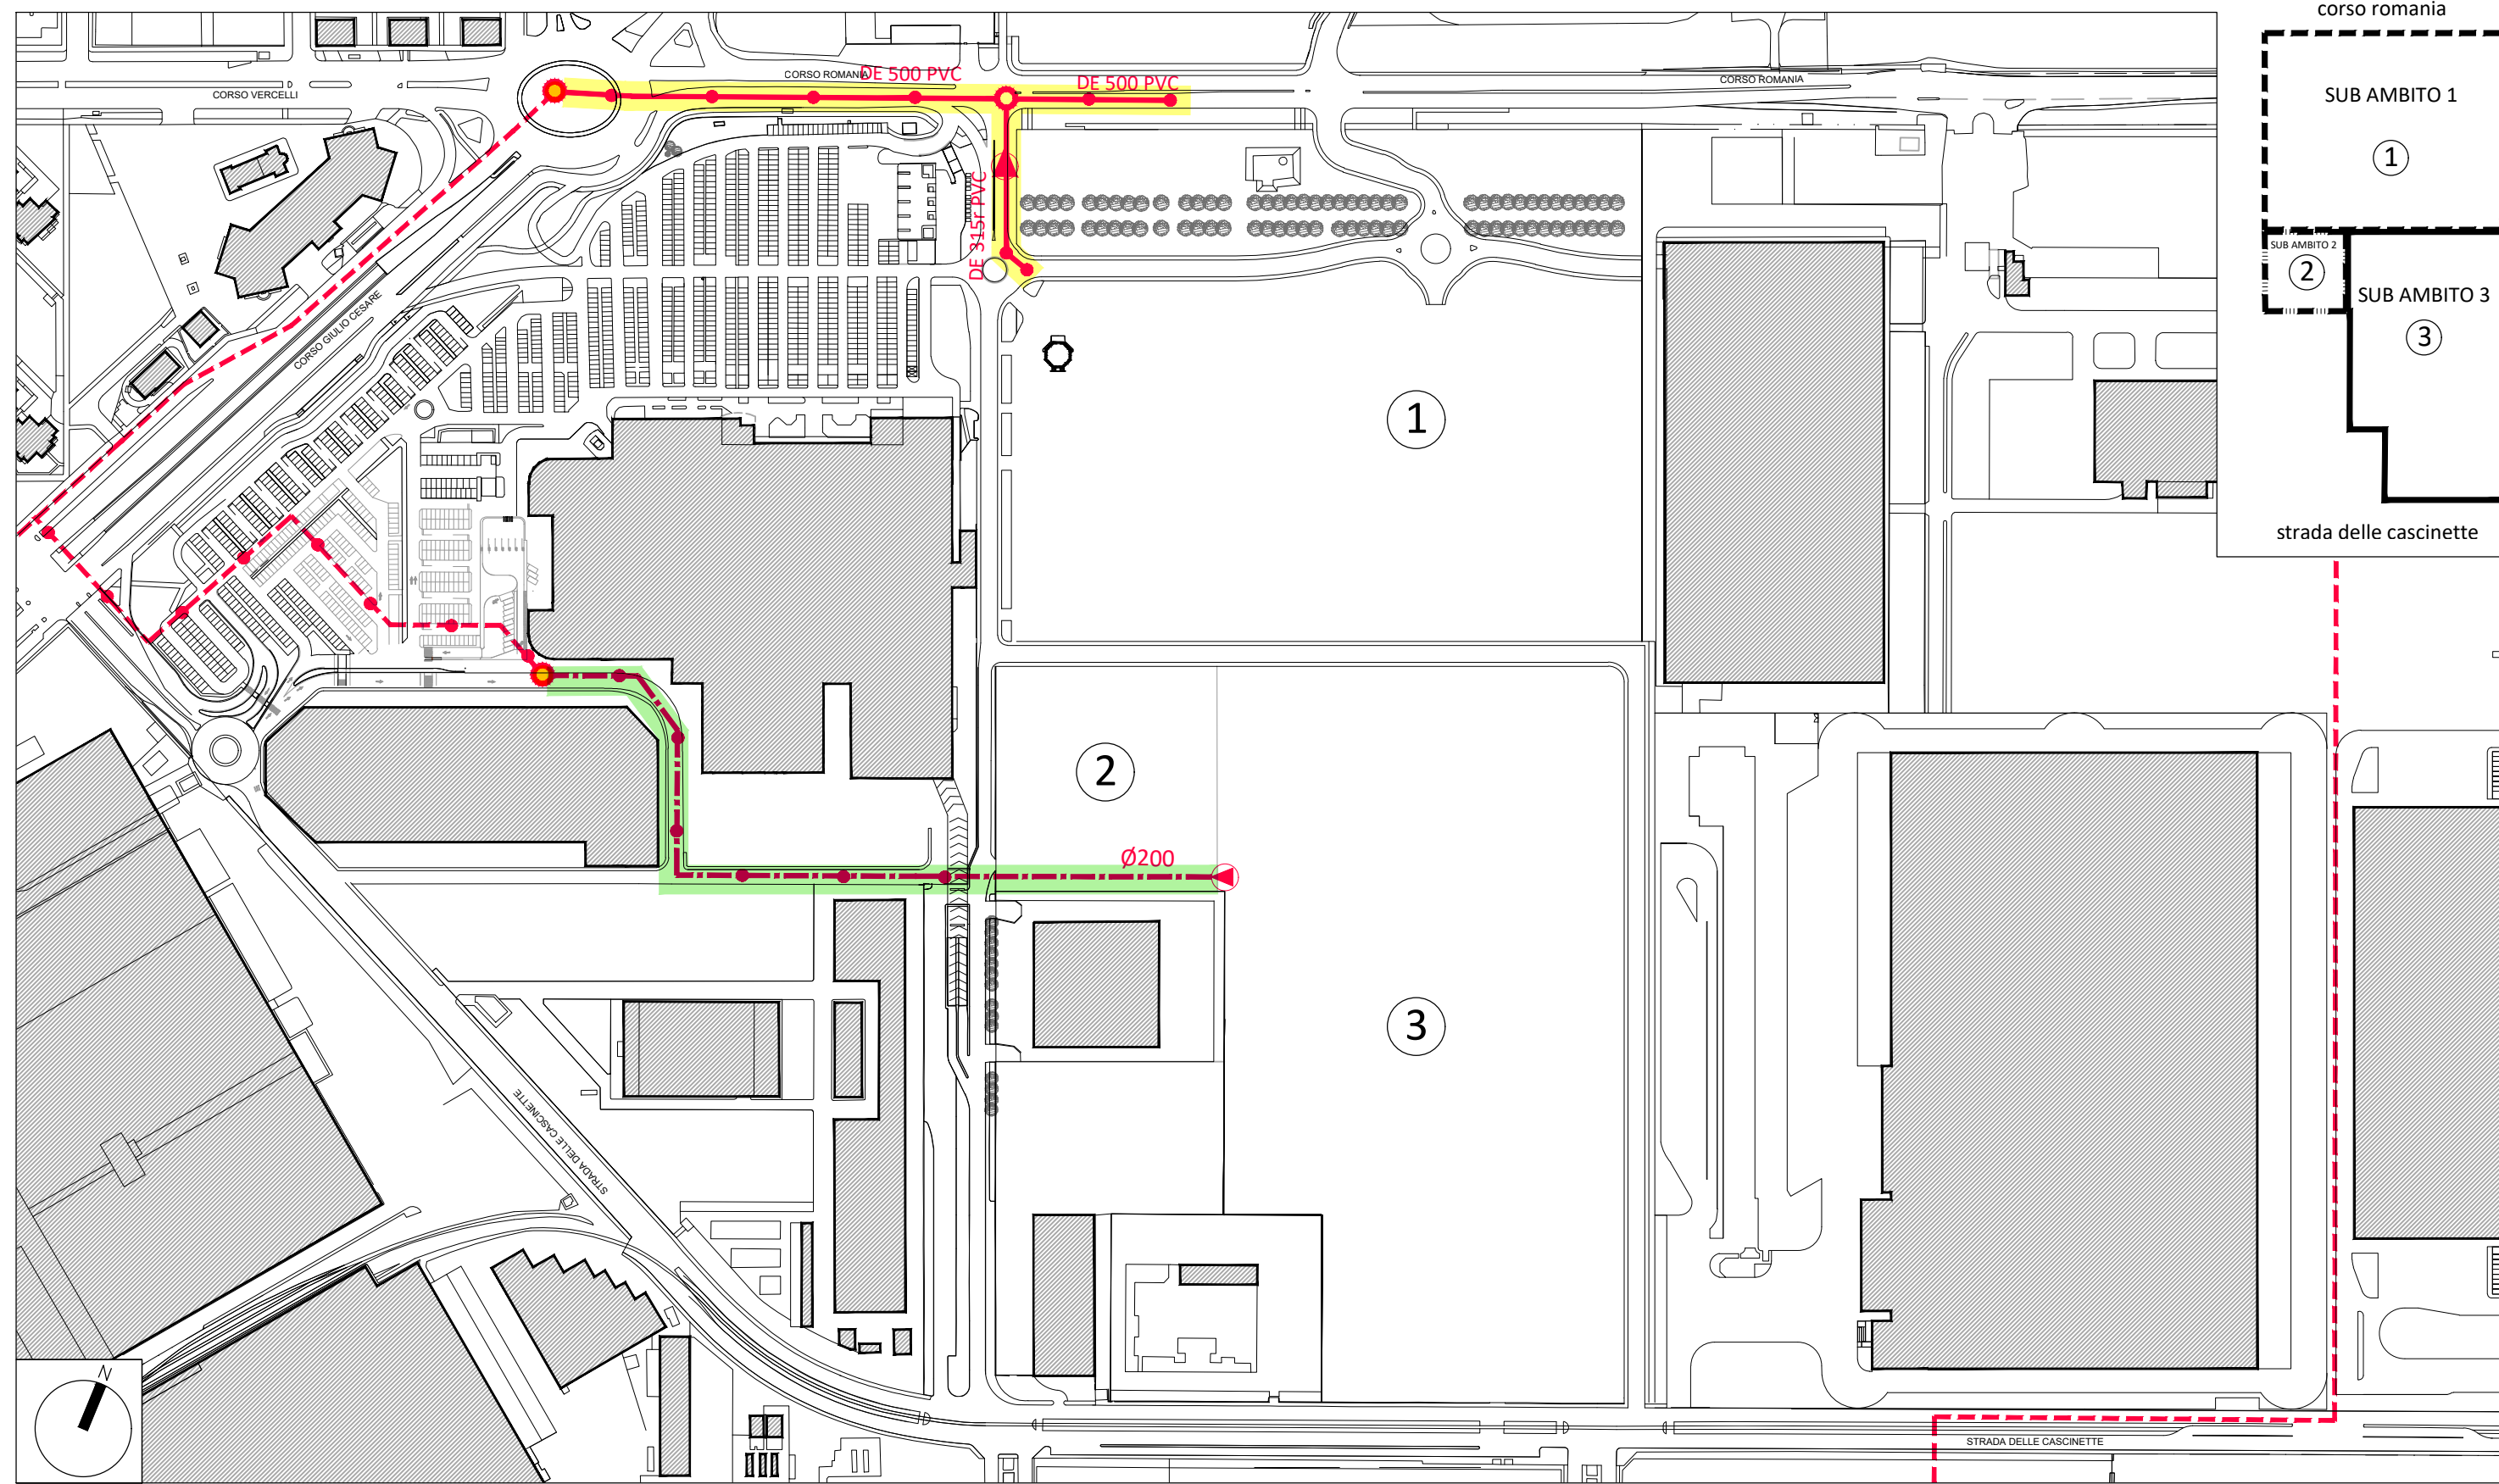 corso romania
SUB AMBITO 1
1
SUB AMBITO 2
2
SUB AMBITO 3
3
strada delle cascinette
CORSO VERCELLI
CORSO ROMANIA
DE 500 PVC
DE 500 PVC
CORSO ROMANIA
DE 315r PVC
CORSO GIULIO CESARE
1
2
Ø200
3
STRADA DELLE CASCINETTE
STRADA DELLE CASCINETTE
N